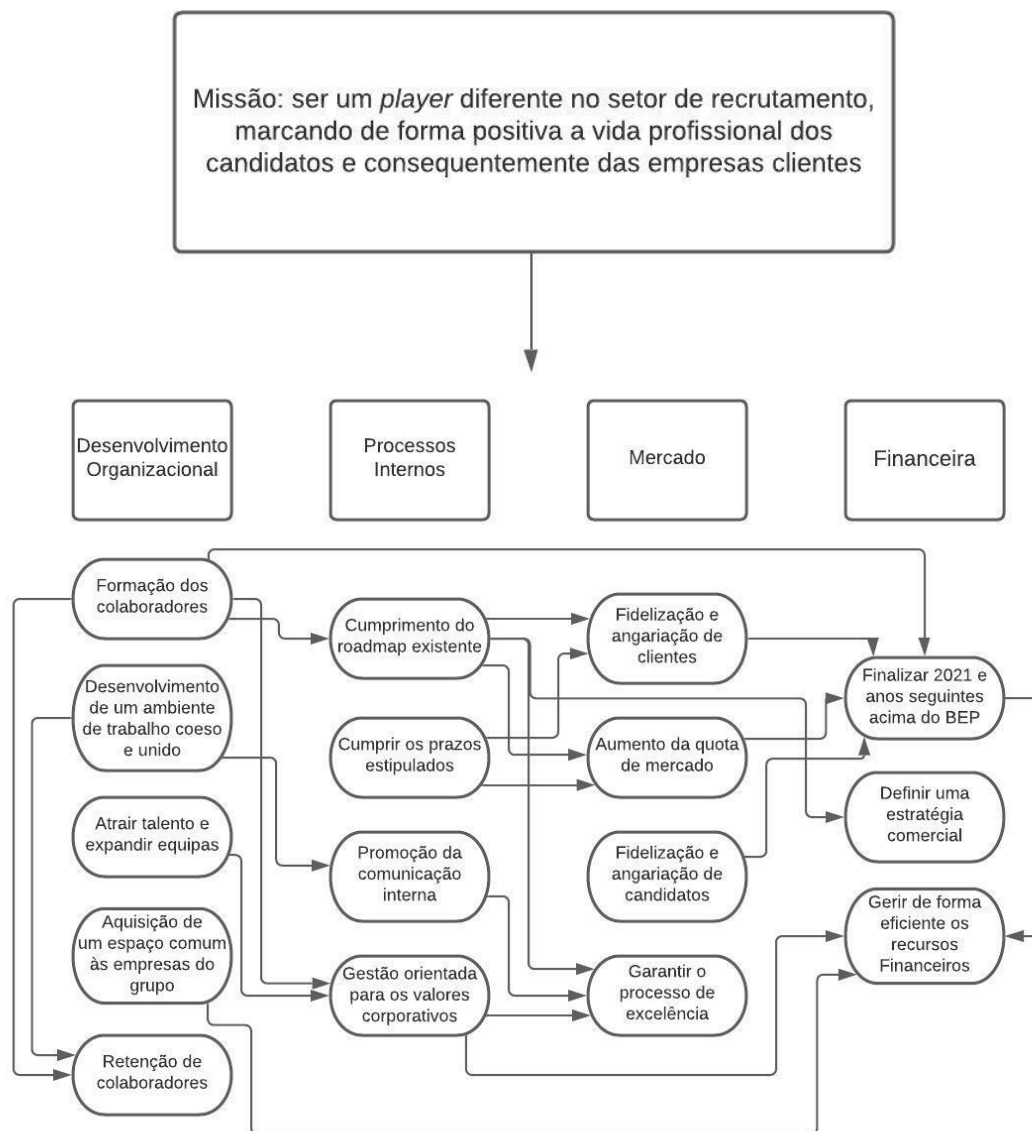 Missão: ser um player diferente no setor de recrutamento,
marcando de forma positiva a vida profissional dos
candidatos e consequentemente das empresas clientes
Desenvolvimento
Organizacional
Processos
Internos
Mercado
Financeira
Formação dos
colaboradores
Desenvolvimento
de um ambiente
de trabalho coeso
e unido
Atrair talento e
expandir equipas
Aquisição de
um espaço comum
às empresas do
grupo
Retenção de
colaboradores
Cumprimento do
roadmap existente
Cumprir os prazos
estipulados
Promoção da
comunicação
interna
Gestão orientada
para os valores
corporativos
Fidelização e
angariação de
clientes
Aumento da quota
de mercado
Fidelização e
angariação de
candidatos
Garantir o
processo de
excelência
Finalizar 2021 e
anos seguintes
acima do BEP
Definir uma
estratégia
comercial
Gerir de forma
eficiente os
recursos
Financeiros